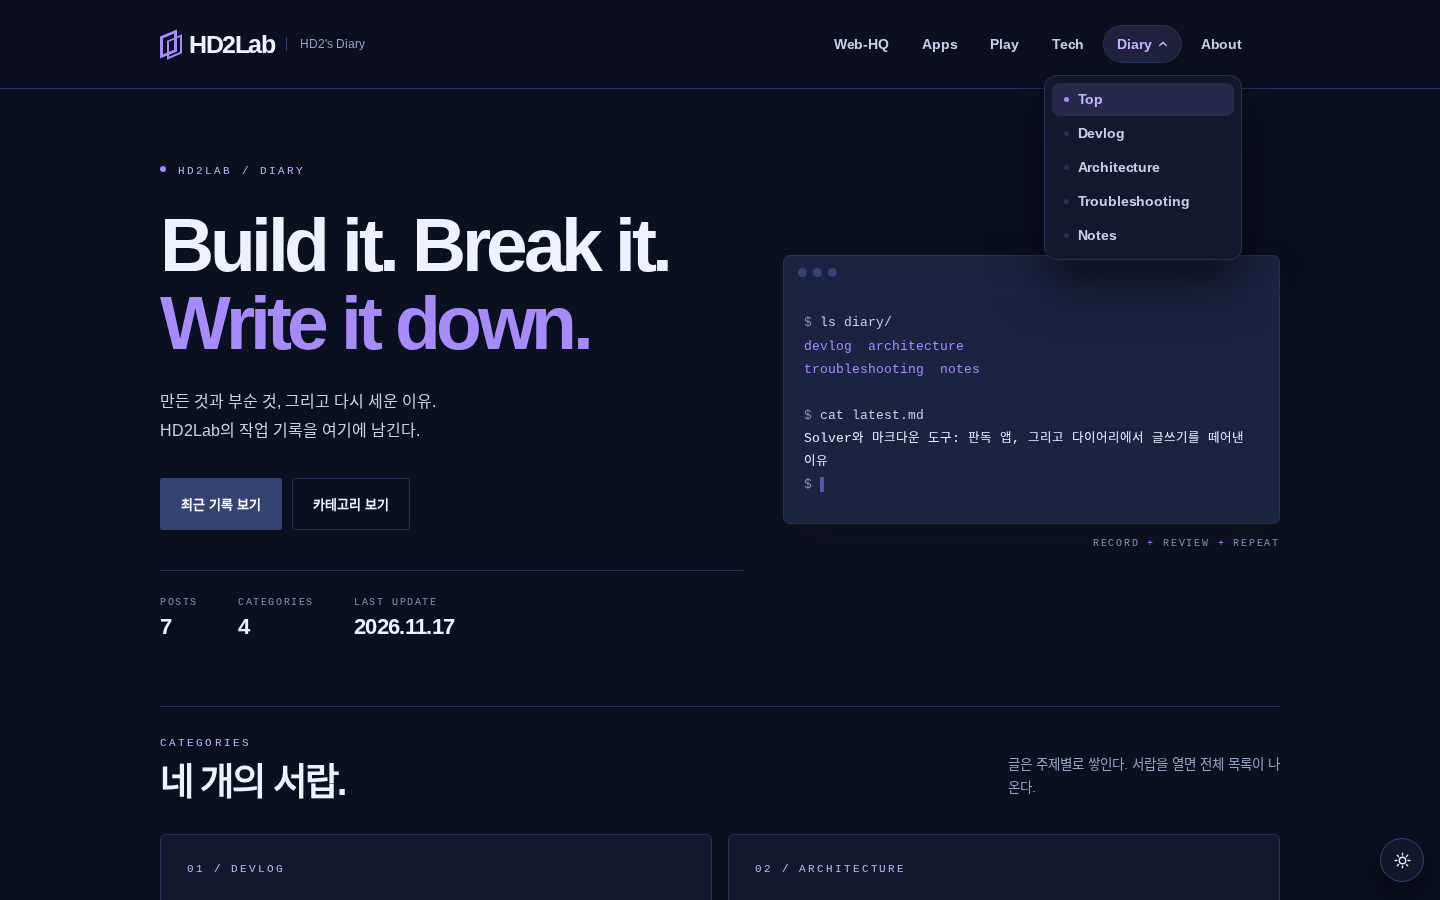 HD2Lab
HD2's Diary
Web-HQ
Apps
Play
Tech
Diary
About
Top
Devlog
Architecture
Troubleshooting
Notes
HD2LAB / DIARY
Build it. Break it.
Write it down.
만든 것과 부순 것, 그리고 다시 세운 이유.
HD2Lab의 작업 기록을 여기에 남긴다.
최근 기록 보기
카테고리 보기
$ ls diary/
devlog architecture
troubleshooting notes
$ cat latest.md
Solver와 마크다운 도구: 판독 앱, 그리고 다이어리에서 글쓰기를 떼어낸
이유
$
RECORD + REVIEW + REPEAT
POSTS
7
CATEGORIES
4
LAST UPDATE
2026.11.17
CATEGORIES
네 개의 서랍.
글은 주제별로 쌓인다. 서랍을 열면 전체 목록이 나
온다.
01 / DEVLOG
02 / ARCHITECTURE